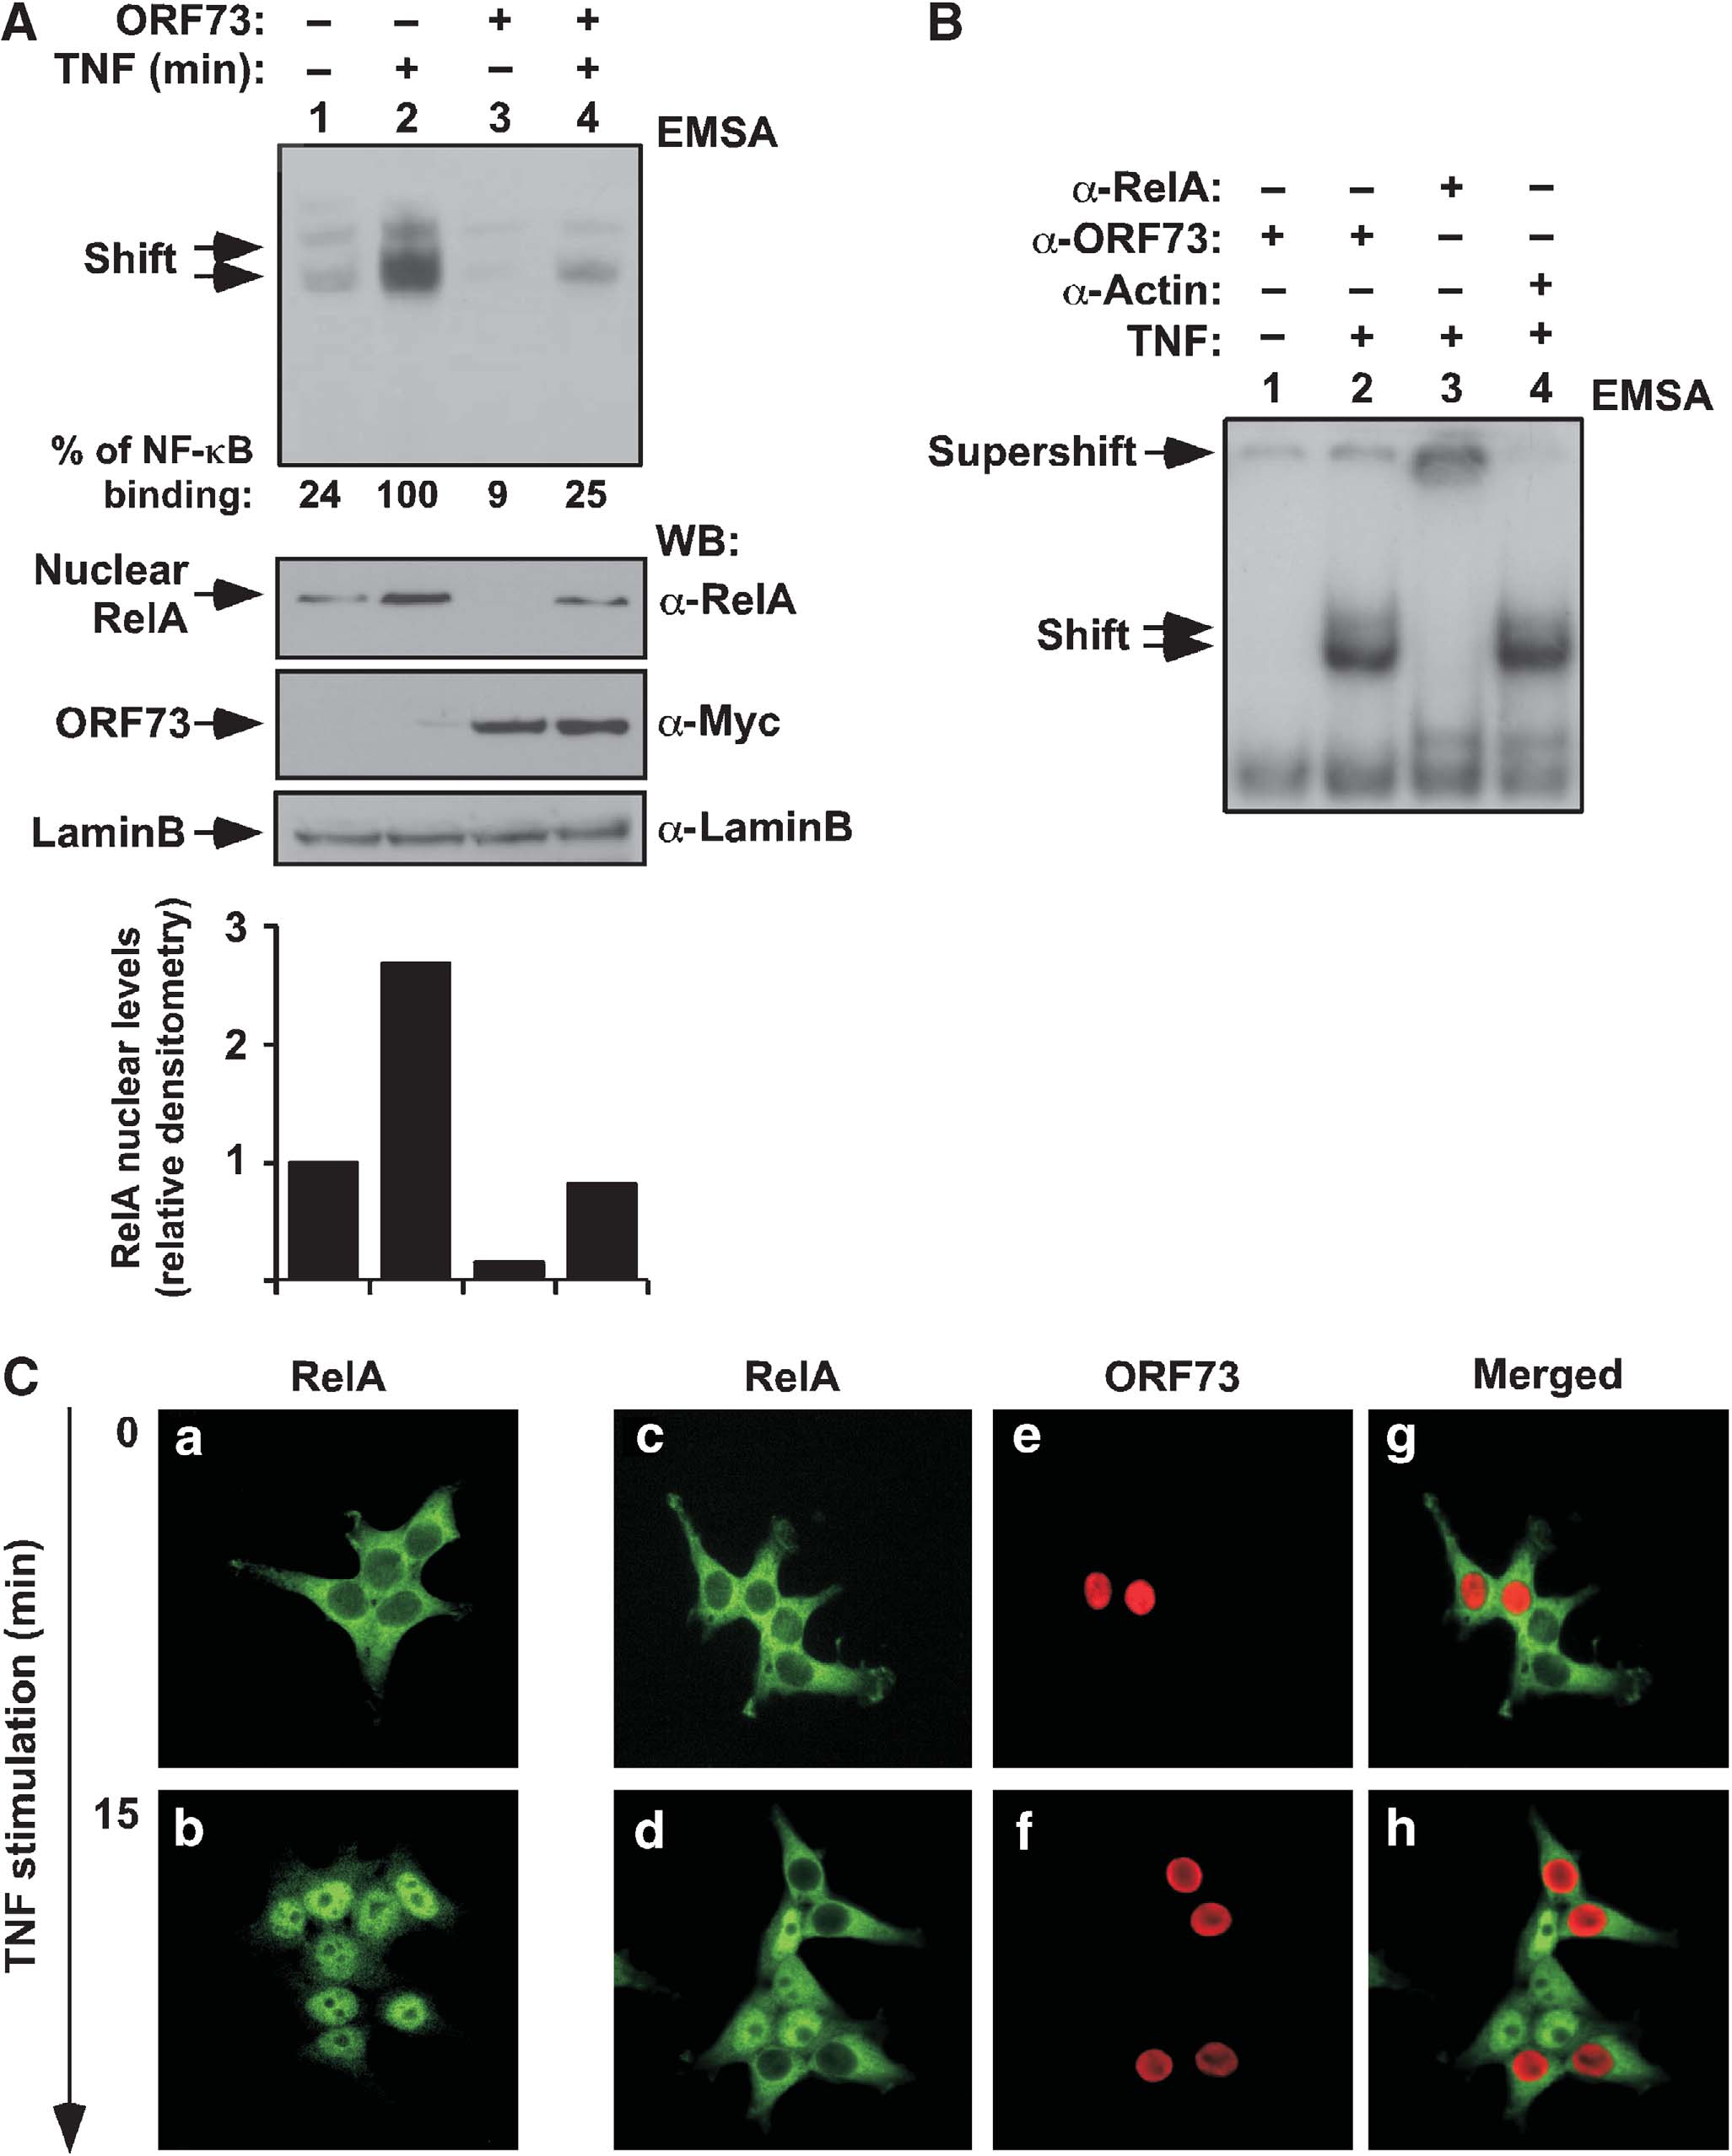 A
ORF73: – – + +
TNF (min): – + – +
1 2 3 4
EMSA
Shift
% of NF-κB
binding: 24 100 9 25
WB:
Nuclear
RelA
α-RelA
ORF73
α-Myc
LaminB
α-LaminB
RelA nuclear levels
(relative densitometry)
3
2
1
B
α-RelA: – – + –
α-ORF73: + + – –
α-Actin: – – – +
TNF: – + + +
1 2 3 4
EMSA
Supershift
Shift
C
RelA RelA ORF73 Merged
TNF stimulation (min)
0
a c e g
15
b d f h